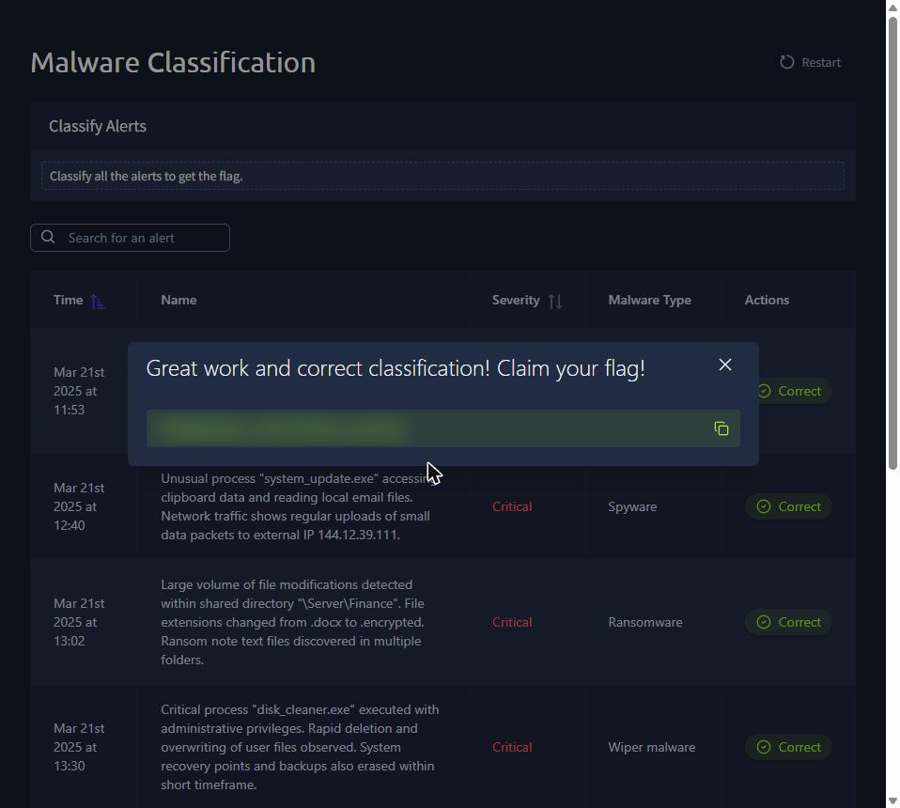 Malware Classification
Restart
Classify Alerts
Classify all the alerts to get the flag.
Search for an alert
Time
Name
Severity
Malware Type
Actions
Great work and correct classification! Claim your flag!
Mar 21st
2025 at
11:53
Correct
Mar 21st
2025 at
12:40
Unusual process "system_update.exe" accessing
clipboard data and reading local email files.
Network traffic shows regular uploads of small
data packets to external IP 144.12.39.111.
Critical
Spyware
Correct
Mar 21st
2025 at
13:02
Large volume of file modifications detected
within shared directory "\Server\Finance". File
extensions changed from .docx to .encrypted.
Ransom note text files discovered in multiple
folders.
Critical
Ransomware
Correct
Mar 21st
2025 at
13:30
Critical process "disk_cleaner.exe" executed with
administrative privileges. Rapid deletion and
overwriting of user files observed. System
recovery points and backups also erased within
short timeframe.
Critical
Wiper malware
Correct